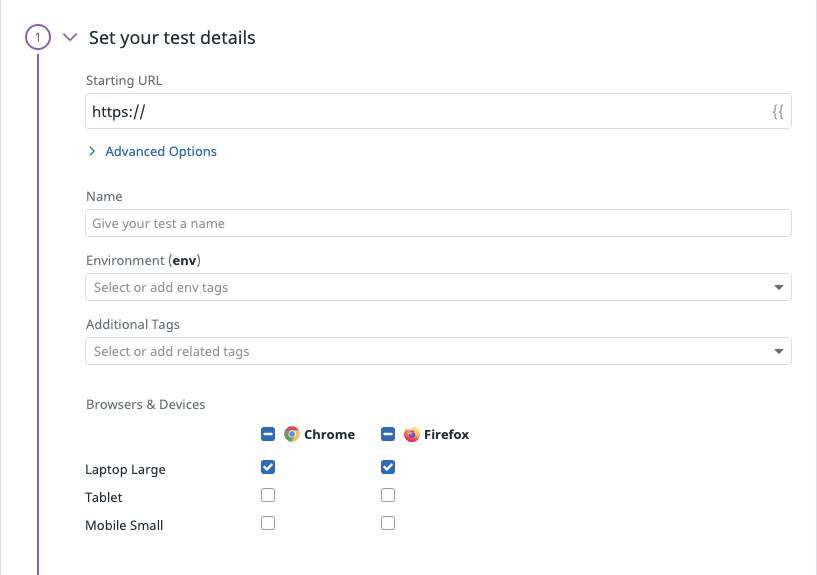 1 Set your test details
Starting URL
https:// {{
Advanced Options
Name
Give your test a name
Environment (env)
Select or add env tags
Additional Tags
Select or add related tags
Browsers & Devices
Chrome Firefox
Laptop Large
Tablet
Mobile Small